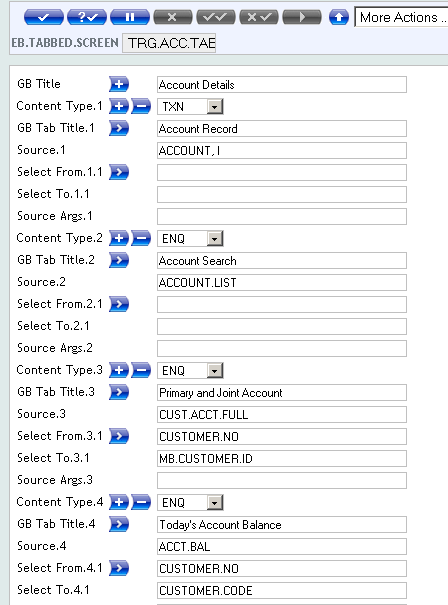 More Actions ..
EB.TABBED.SCREEN TRG.ACC.TAE
GB Title Account Details
Content Type.1 TXN
GB Tab Title.1 Account Record
Source.1 ACCOUNT, I
Select From.1.1
Select To.1.1
Source Args.1
Content Type.2 ENQ
GB Tab Title.2 Account Search
Source.2 ACCOUNT.LIST
Select From.2.1
Select To.2.1
Source Args.2
Content Type.3 ENQ
GB Tab Title.3 Primary and Joint Account
Source.3 CUST.ACCT.FULL
Select From.3.1 CUSTOMER.NO
Select To.3.1 MB.CUSTOMER.ID
Source Args.3
Content Type.4 ENQ
GB Tab Title.4 Today's Account Balance
Source.4 ACCT.BAL
Select From.4.1 CUSTOMER.NO
Select To.4.1 CUSTOMER.CODE